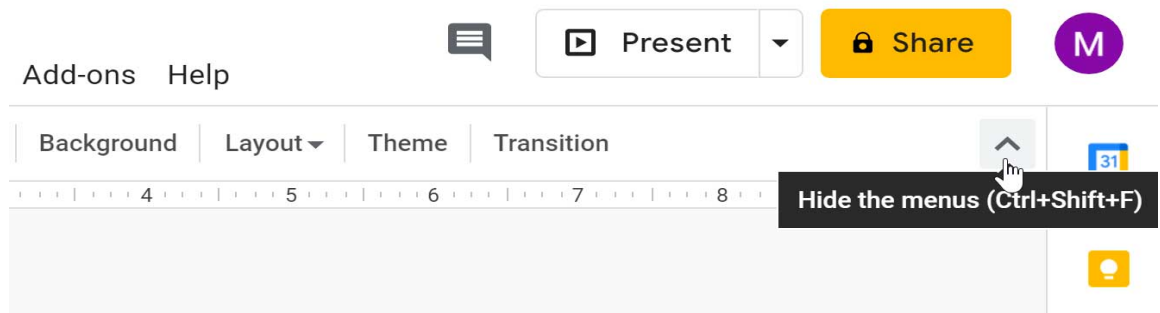 Present
Share
M
Add-ons Help
Background Layout Theme Transition
31
4 5 6 7 8
Hide the menus (Ctrl+Shift+F)